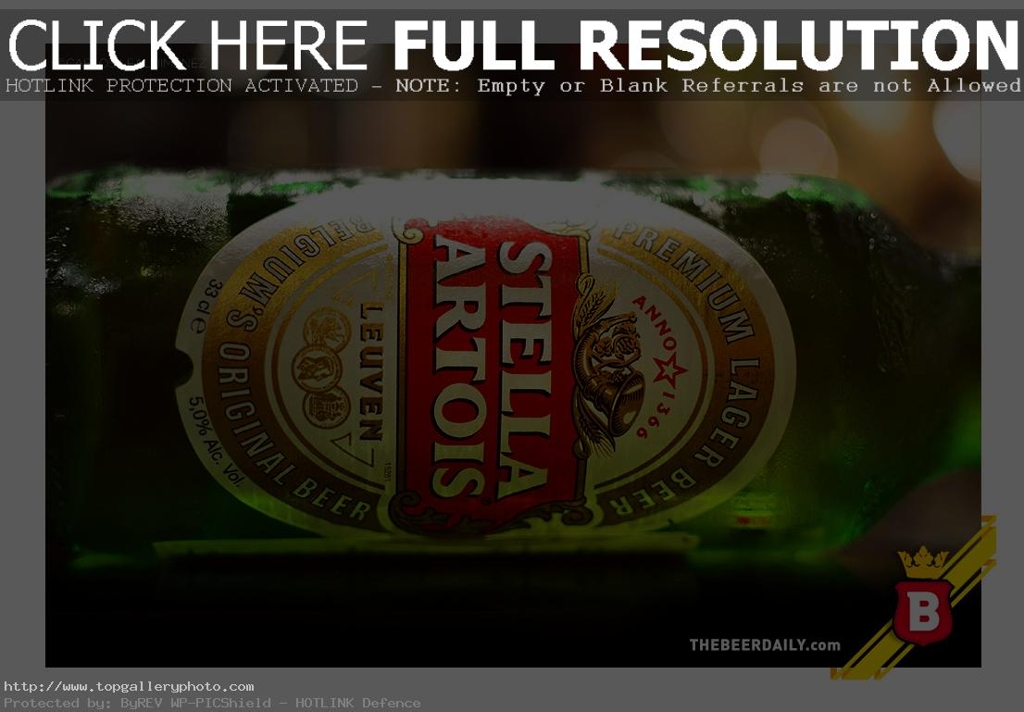 CLICK HERE FULL RESOLUTION
HOTLINK PROTECTION ACTIVATED - NOTE: Empty or Blank Referrals are not Allowed
PREMIUM LAGER BEER
ANNO 1366
STELLA
ARTOIS
LEUVEN
BELGIUM'S ORIGINAL BEER
33 cl e
5,0% Alc. Vol.
B
THEBEERDAILY.com
http://www.topgalleryphoto.com
Protected by: ByREV WP-PICShield - HOTLINK Defence